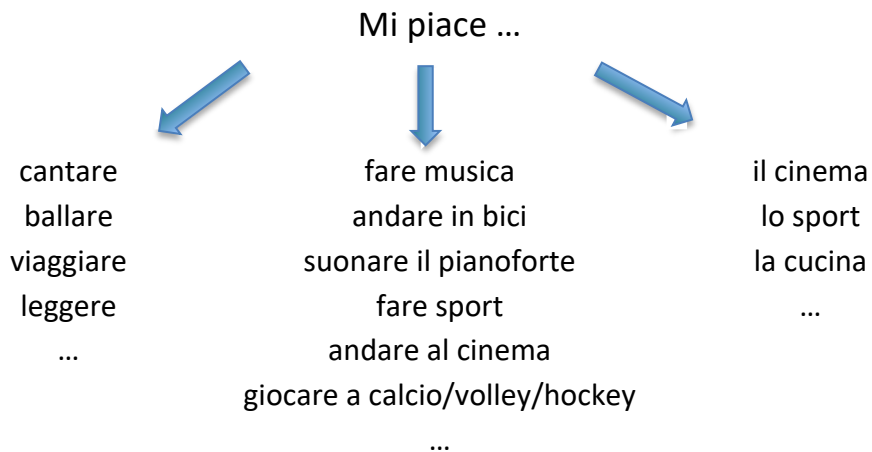 Mi piace …
cantare
ballare
viaggiare
leggere
…
fare musica
andare in bici
suonare il pianoforte
fare sport
andare al cinema
giocare a calcio/volley/hockey
…
il cinema
lo sport
la cucina
…